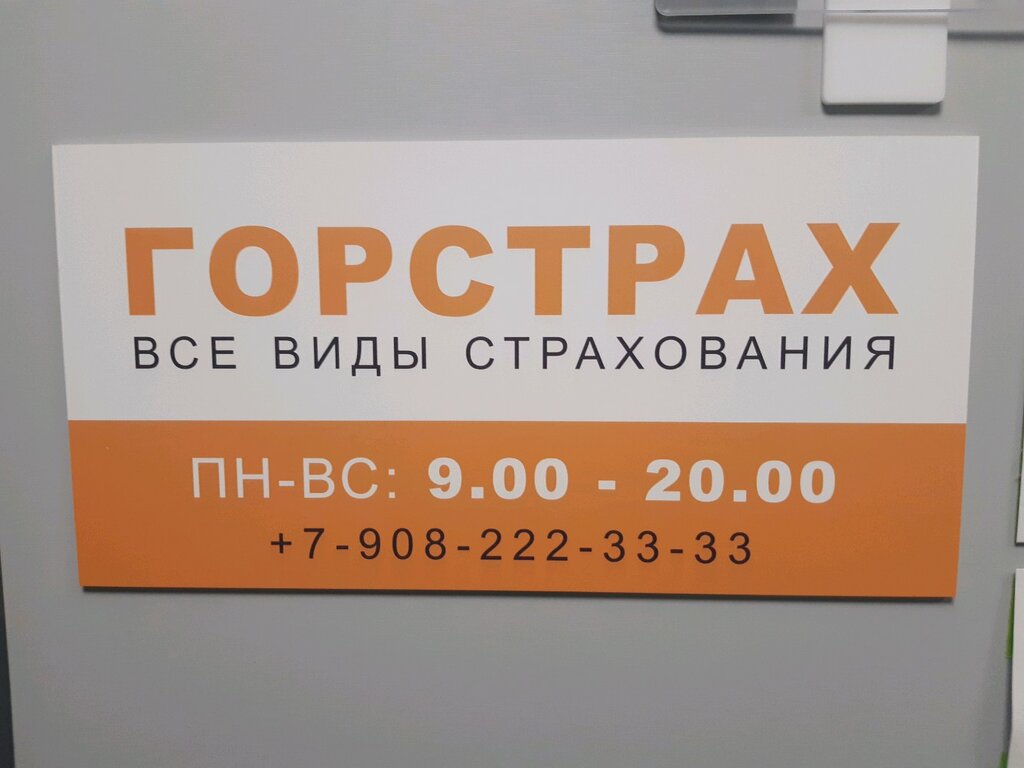 ГОРСТРАХ
ВСЕ ВИДЫ СТРАХОВАНИЯ
ПН-ВС: 9.00 - 20.00
+7-908-222-33-33